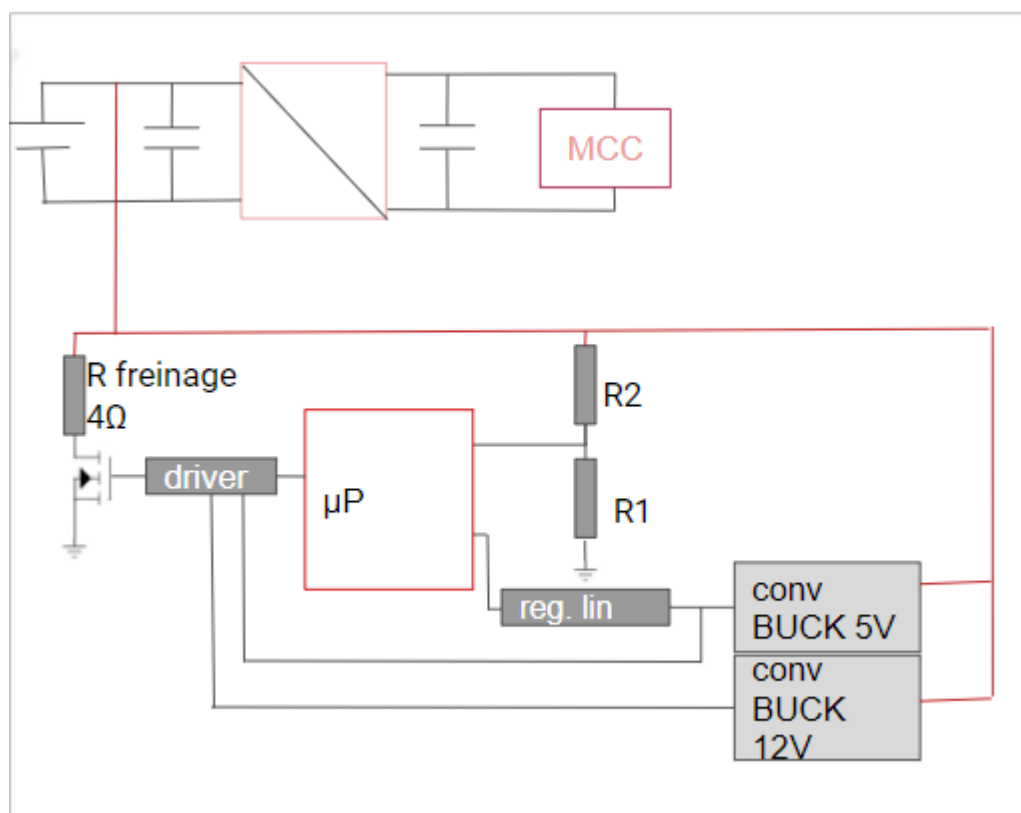 MCC
R freinage
4Ω
R2
driver
µP
R1
reg. lin
conv
BUCK 5V
conv
BUCK
12V